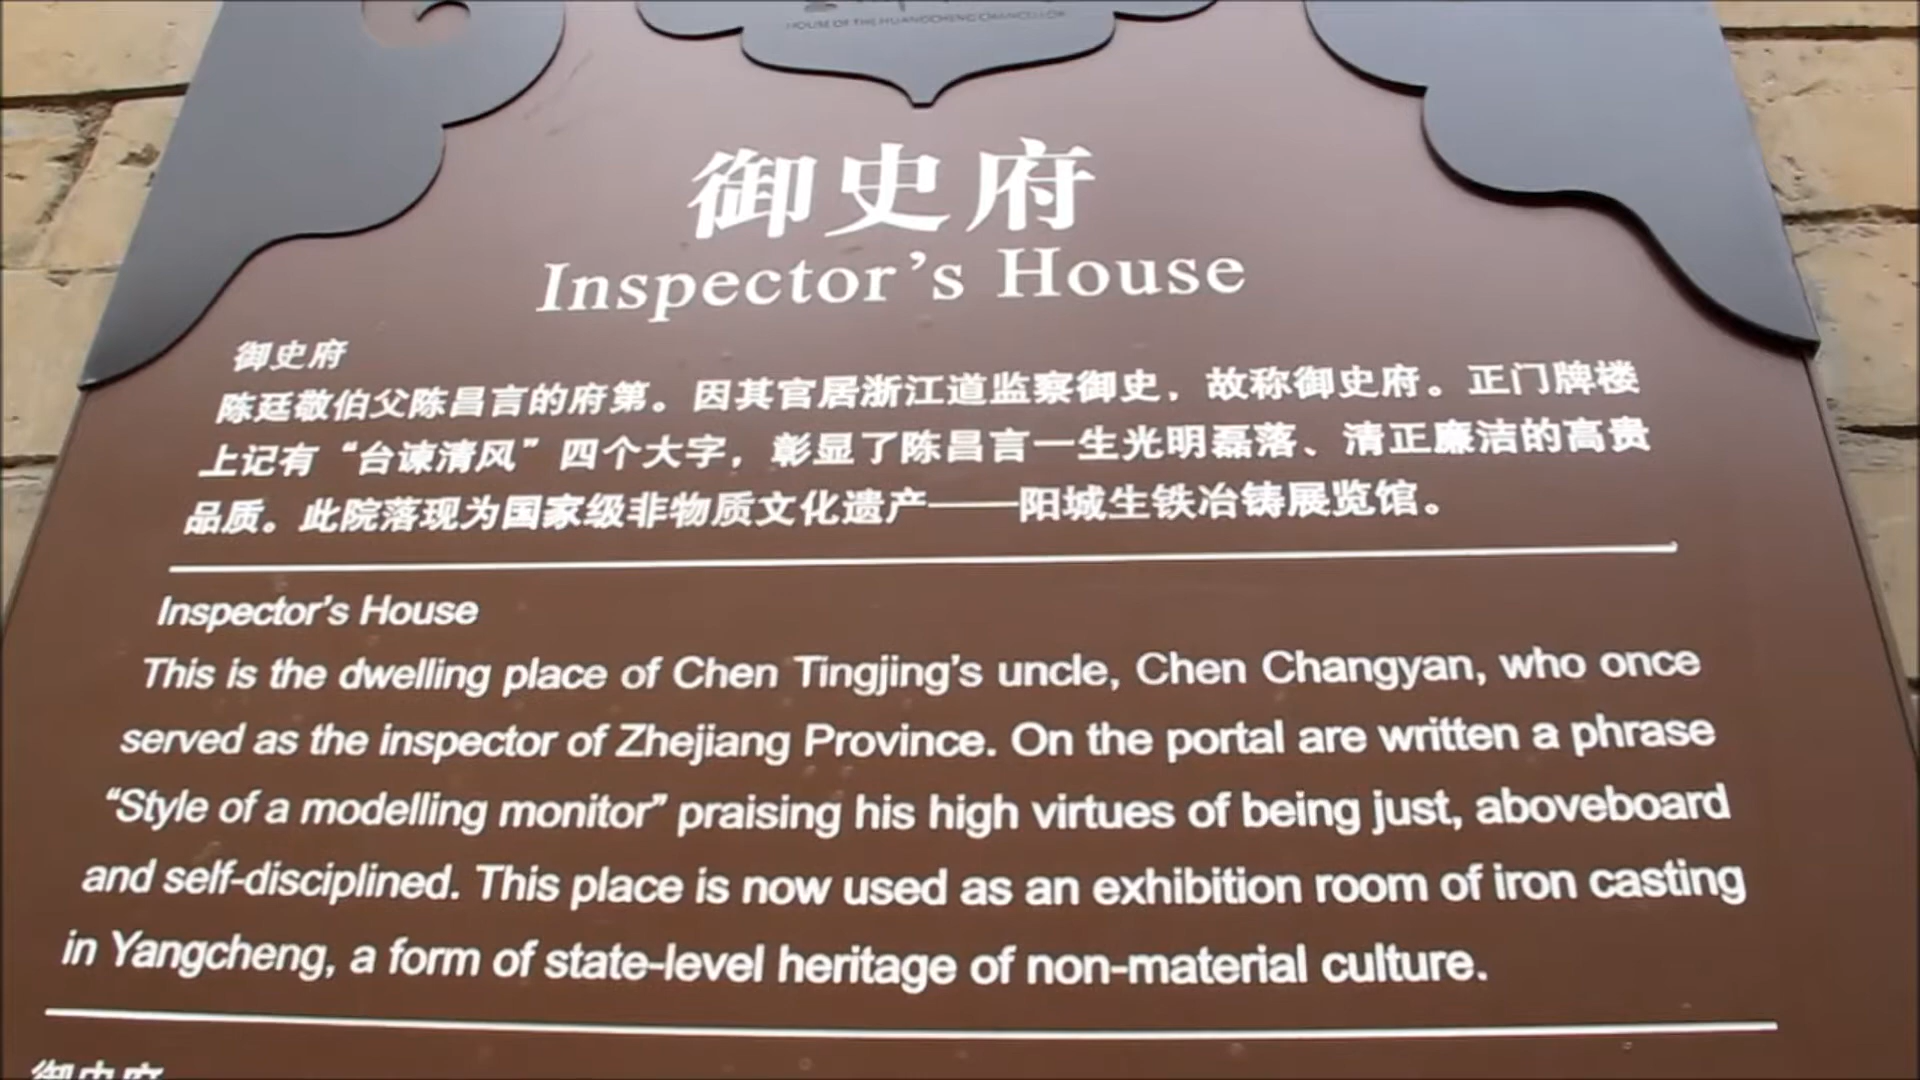 HOUSE OF THE HUANGCHENG CHANCELLOR
御史府
Inspector's House
御史府
陈廷敬伯父陈昌言的府第。因其官居浙江道监察御史，故称御史府。正门牌楼
上记有“台谏清风”四个大字，彰显了陈昌言一生光明磊落、清正廉洁的高贵
品质。此院落现为国家级非物质文化遗产——阳城生铁冶铸展览馆。
Inspector's House
This is the dwelling place of Chen Tingjing's uncle, Chen Changyan, who once
served as the inspector of Zhejiang Province. On the portal are written a phrase
“Style of a modelling monitor” praising his high virtues of being just, aboveboard
and self-disciplined. This place is now used as an exhibition room of iron casting
in Yangcheng, a form of state-level heritage of non-material culture.
御史府